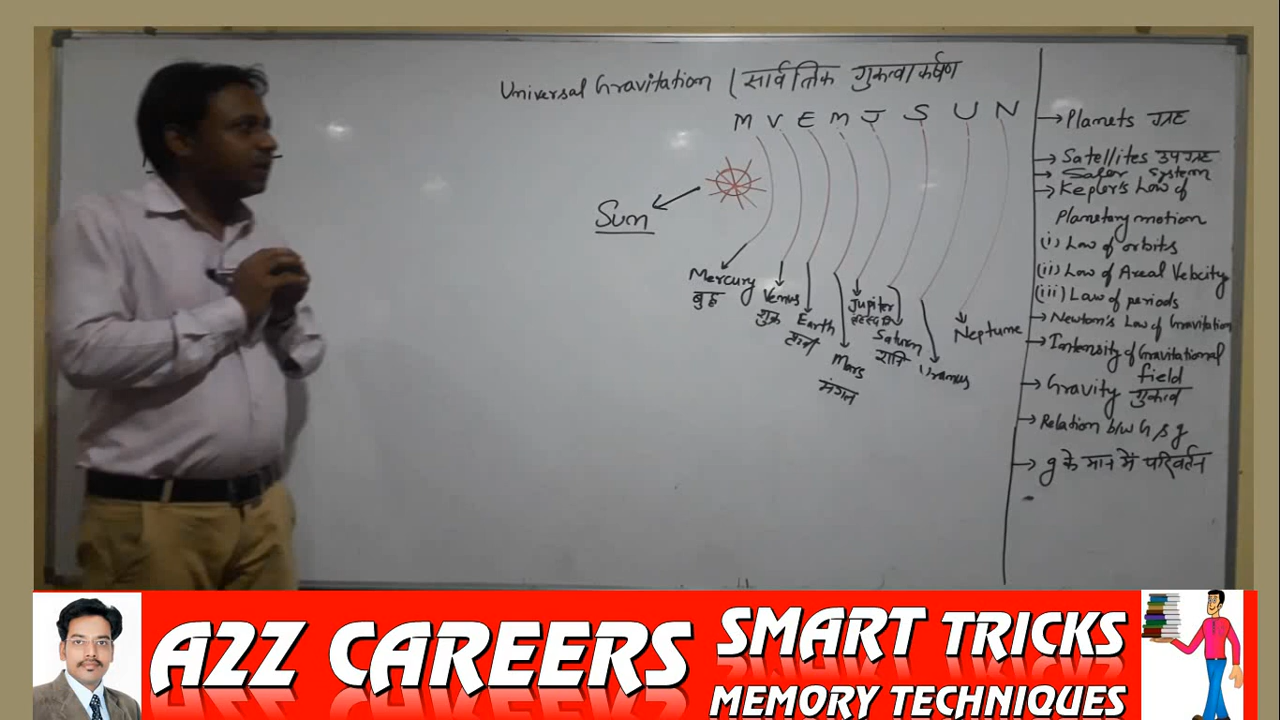 Universal Gravitation | सार्वत्रिक गुरुत्वाकर्षण
M V E M J S U N
Sun
Mercury
बुध
Venus
शुक्र
Earth
Mars
मंगल
Jupiter
Saturn
शनि
Uranus
Neptune
→ Planets ग्रह
→ Satellites उपग्रह
→ Solar System
→ Kepler's Law of
Planetary motion
(i) Law of orbits
(ii) Law of Areal Velocity
(iii) Law of periods
→ Newton's Law of Gravitation
→ Intensity of Gravitational
field
→ Gravity गुरुत्व
→ Relation b/w G & g
→ g के मान में परिवर्तन
A2Z CAREERS
SMART TRICKS
MEMORY TECHNIQUES